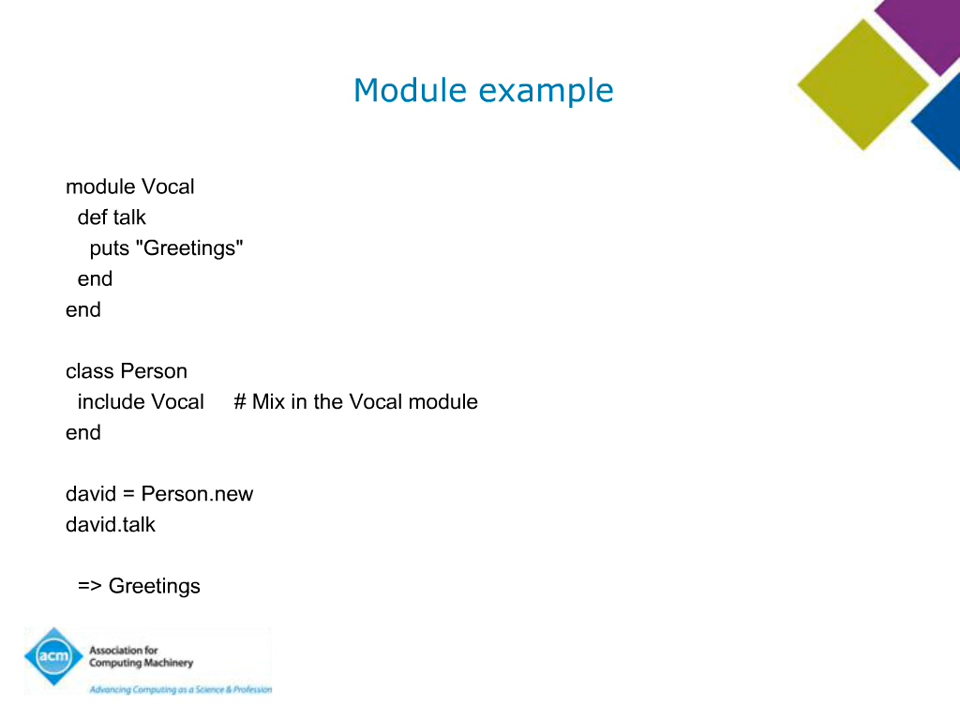 Module example
module Vocal
  def talk
    puts "Greetings"
  end
end
class Person
  include Vocal     # Mix in the Vocal module
end
david = Person.new
david.talk
  => Greetings
acm
Association for
Computing Machinery
Advancing Computing as a Science & Profession